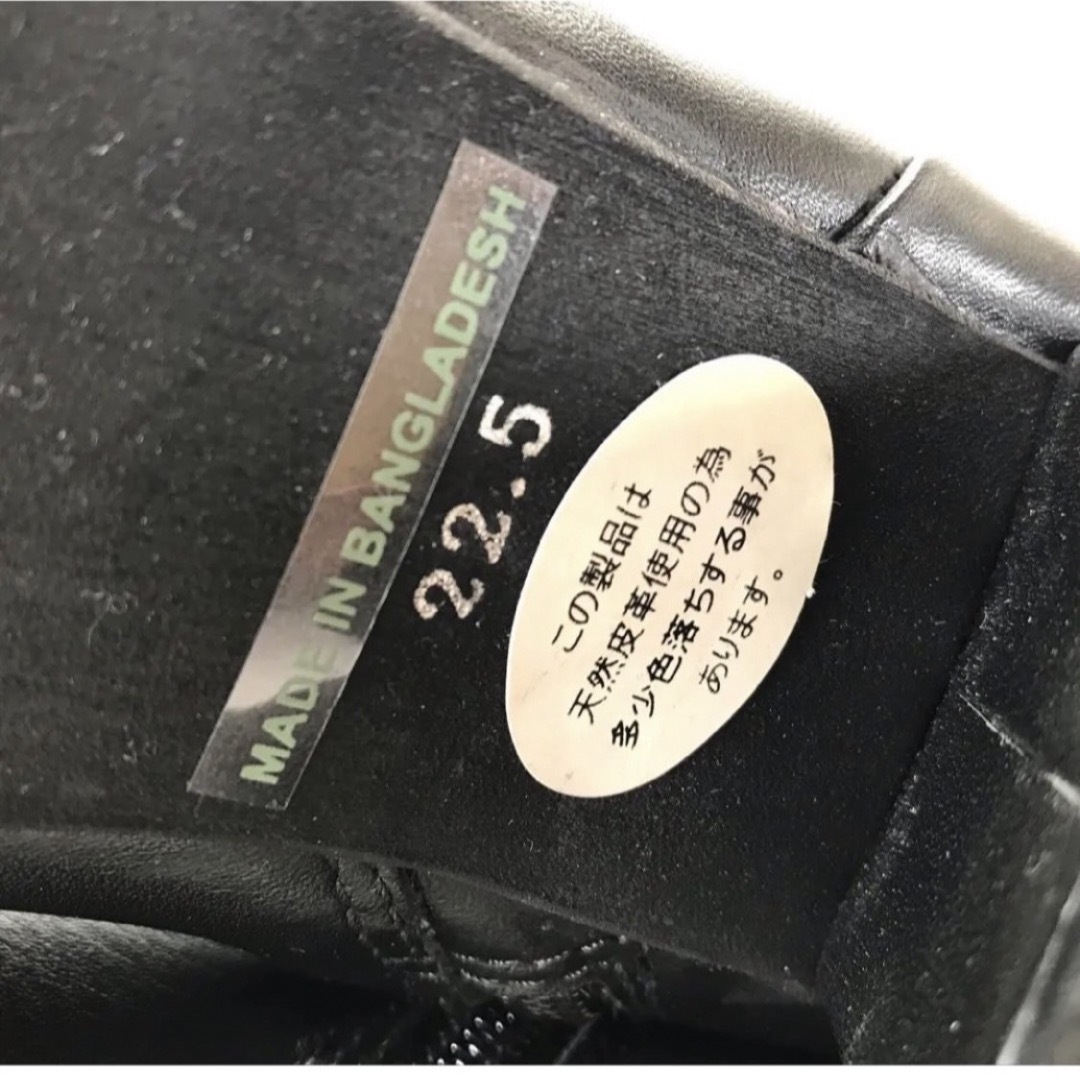 MADE IN BANGLADESH
22.5
この製品は
天然皮革使用の為
多少色落ちする事が
あります。